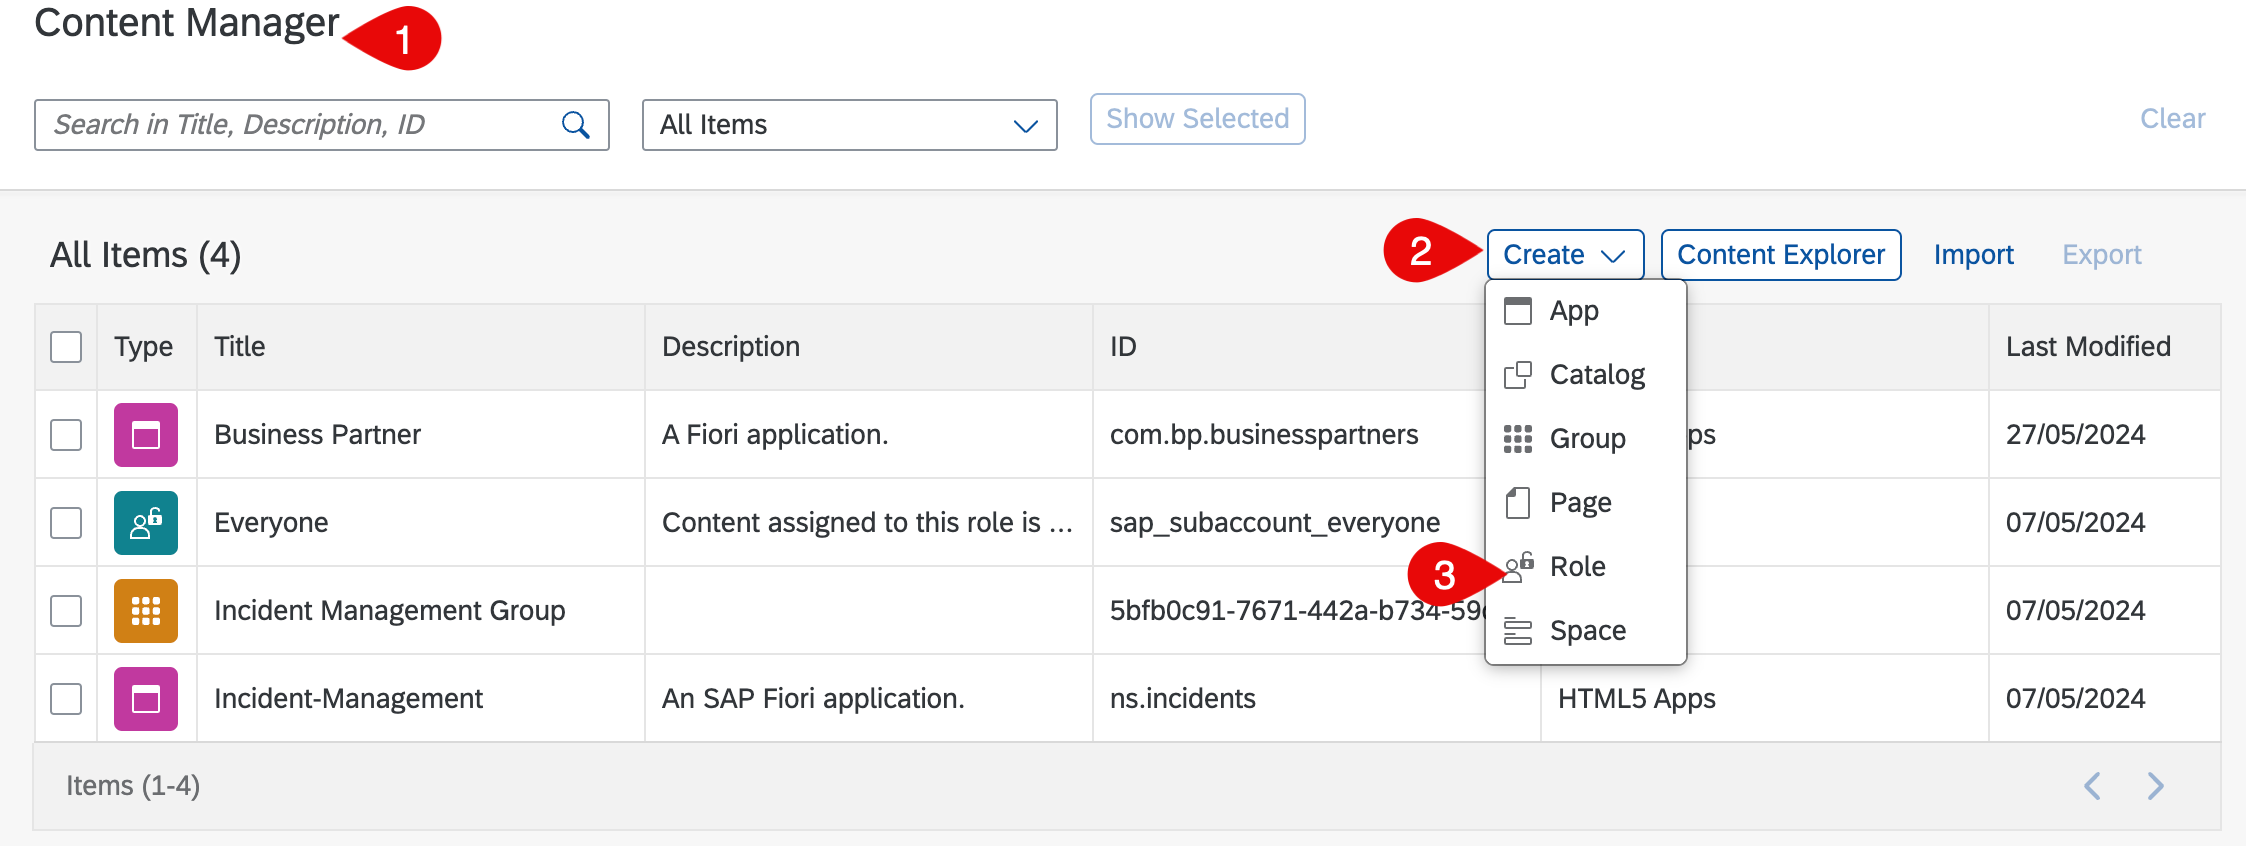 Content Manager
1
Search in Title, Description, ID
All Items
Show Selected
Clear
All Items (4)
2
Create
Content Explorer
Import
Export
App
Catalog
Group
Page
3
Role
Space
Type
Title
Description
ID
Last Modified
Business Partner
A Fiori application.
com.bp.businesspartners
ps
27/05/2024
Everyone
Content assigned to this role is ...
sap_subaccount_everyone
07/05/2024
Incident Management Group
5bfb0c91-7671-442a-b734-59
07/05/2024
Incident-Management
An SAP Fiori application.
ns.incidents
HTML5 Apps
07/05/2024
Items (1-4)